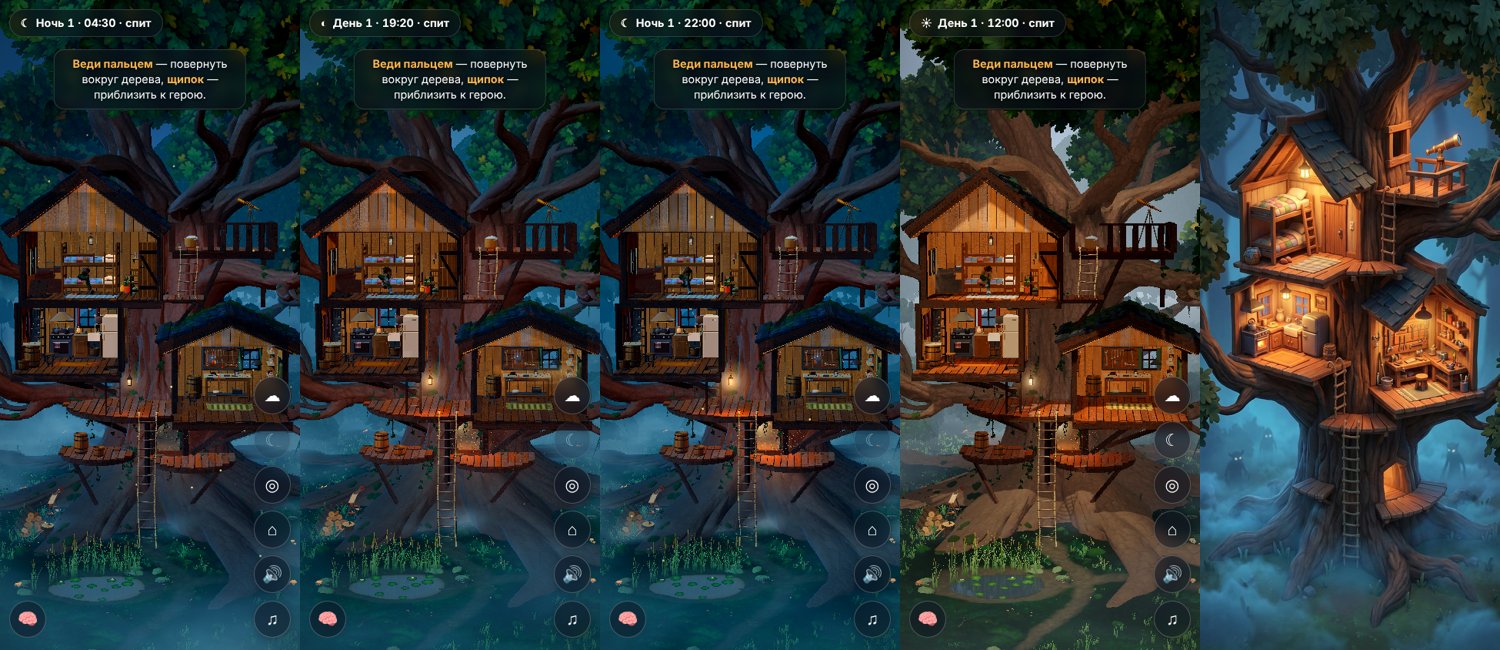 ☾ Ночь 1 · 04:30 · спит
Веди пальцем — повернуть
вокруг дерева, щипок —
приблизить к герою.
День 1 · 19:20 · спит
Веди пальцем — повернуть
вокруг дерева, щипок —
приблизить к герою.
☾ Ночь 1 · 22:00 · спит
Веди пальцем — повернуть
вокруг дерева, щипок —
приблизить к герою.
☀ День 1 · 12:00 · спит
Веди пальцем — повернуть
вокруг дерева, щипок —
приблизить к герою.